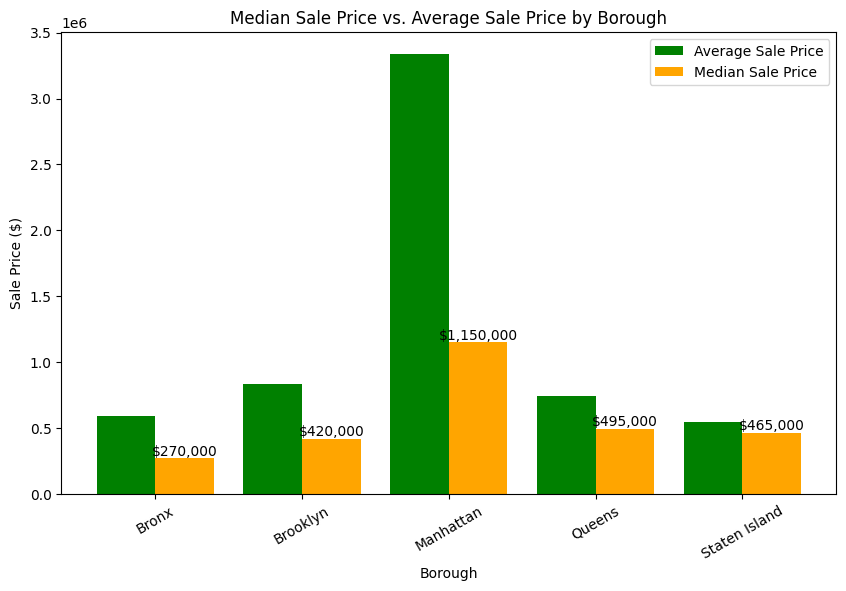 Median Sale Price vs. Average Sale Price by Borough
1e6
Average Sale Price
Median Sale Price
3.5
3.0
2.5
2.0
1.5
1.0
0.5
0.0
Sale Price ($)
$270,000
$420,000
$1,150,000
$495,000
$465,000
Bronx
Brooklyn
Manhattan
Queens
Staten Island
Borough